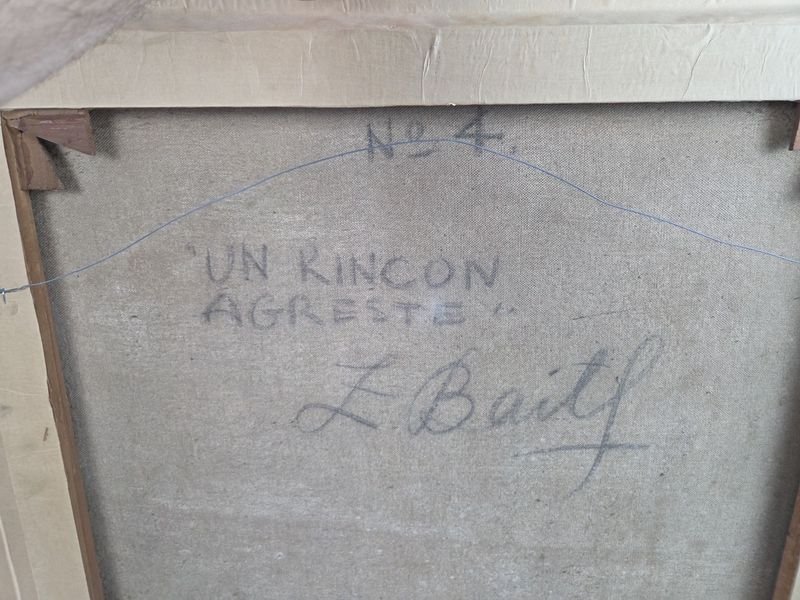 Nº 4.
"UN RINCON
AGRESTE"